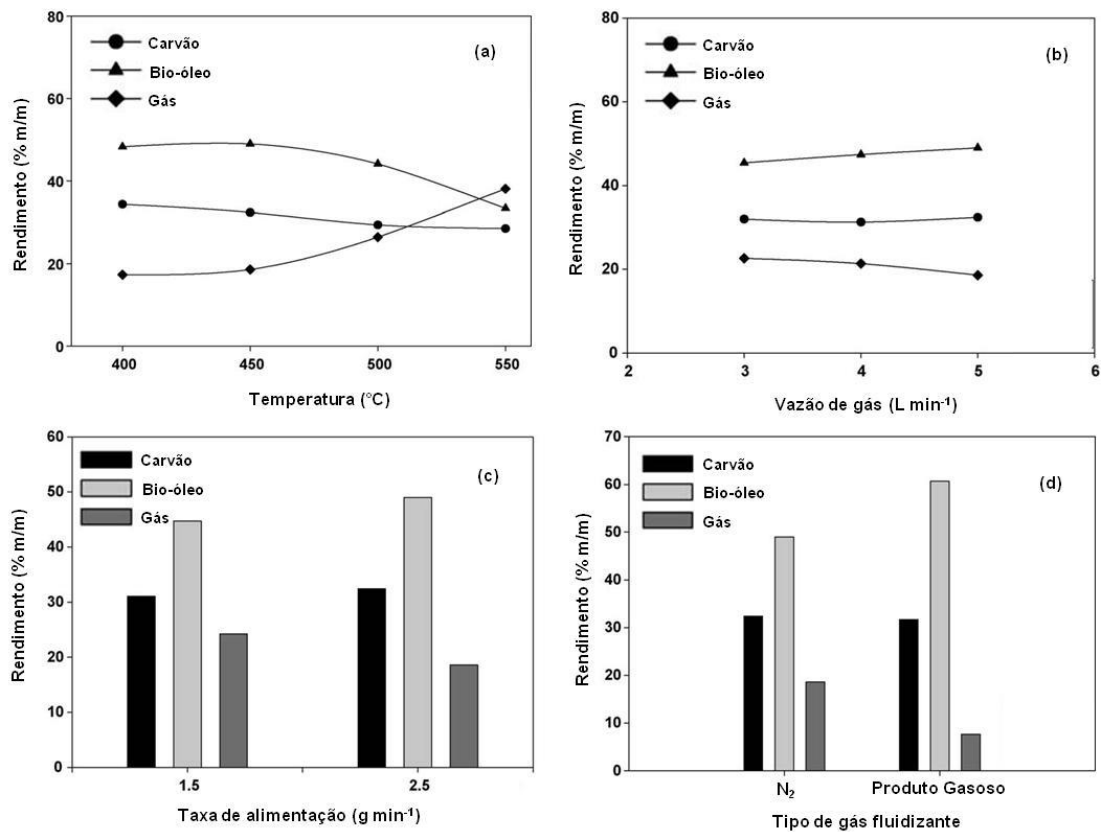 80
60
40
20
0
Rendimento (% m/m)
Carvão
Bio-óleo
Gás
(a)
400 450 500 550
Temperatura (°C)
80
60
40
20
0
Rendimento (% m/m)
Carvão
Bio-óleo
Gás
(b)
2 3 4 5 6
Vazão de gás (L min⁻¹)
60
50
40
30
20
10
0
Rendimento (% m/m)
Carvão
Bio-óleo
Gás
(c)
1.5 2.5
Taxa de alimentação (g min⁻¹)
70
60
50
40
30
20
10
0
Rendimento (% m/m)
Carvão
Bio-óleo
Gás
(d)
N₂ Produto Gasoso
Tipo de gás fluidizante